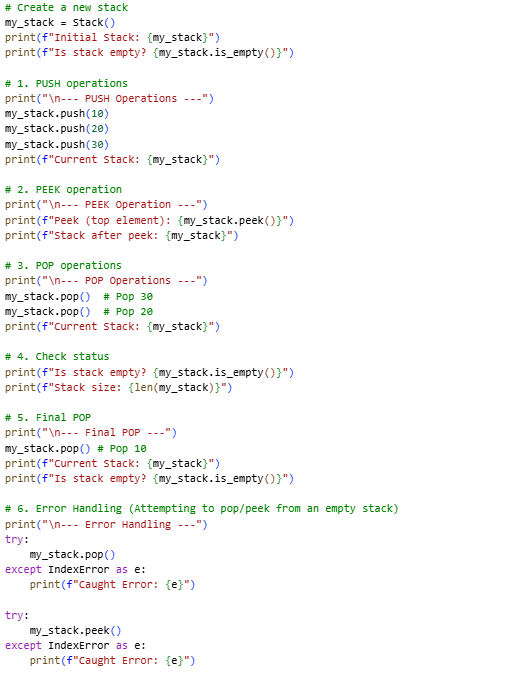 # Create a new stack
my_stack = Stack()
print(f"Initial Stack: {my_stack}")
print(f"Is stack empty? {my_stack.is_empty()}")
# 1. PUSH operations
print("\n--- PUSH Operations ---")
my_stack.push(10)
my_stack.push(20)
my_stack.push(30)
print(f"Current Stack: {my_stack}")
# 2. PEEK operation
print("\n--- PEEK Operation ---")
print(f"Peek (top element): {my_stack.peek()}")
print(f"Stack after peek: {my_stack}")
# 3. POP operations
print("\n--- POP Operations ---")
my_stack.pop()  # Pop 30
my_stack.pop()  # Pop 20
print(f"Current Stack: {my_stack}")
# 4. Check status
print(f"Is stack empty? {my_stack.is_empty()}")
print(f"Stack size: {len(my_stack)}")
# 5. Final POP
print("\n--- Final POP ---")
my_stack.pop() # Pop 10
print(f"Current Stack: {my_stack}")
print(f"Is stack empty? {my_stack.is_empty()}")
# 6. Error Handling (Attempting to pop/peek from an empty stack)
print("\n--- Error Handling ---")
try:
    my_stack.pop()
except IndexError as e:
    print(f"Caught Error: {e}")
try:
    my_stack.peek()
except IndexError as e:
    print(f"Caught Error: {e}")